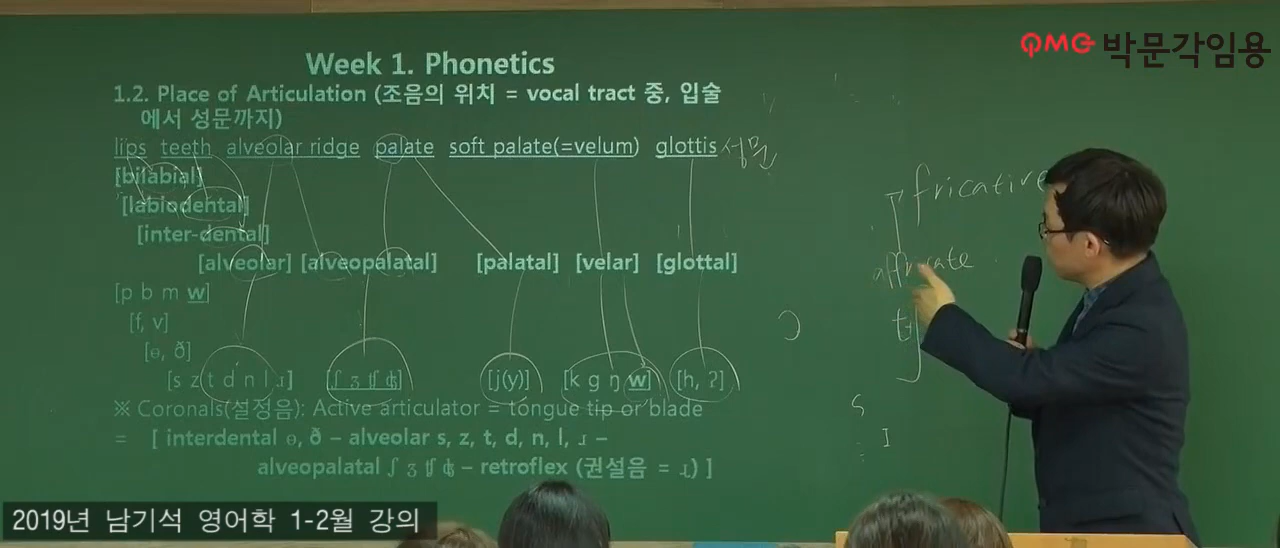 QMG 박문각임용
Week 1. Phonetics
1.2. Place of Articulation (조음의 위치 = vocal tract 중, 입술
에서 성문까지)
lips teeth alveolar ridge palate soft palate(=velum) glottis 성문
[bilabial]
[labiodental]
[inter-dental]
[alveolar] [alveopalatal] [palatal] [velar] [glottal]
[p b m w]
[f, v]
[ɵ, ð]
[s z t d n l ɹ] [ʃ ʒ ʧ ʤ] [j(y)] [k g ŋ w] [h, ʔ]
※ Coronals(설정음): Active articulator = tongue tip or blade
= [ interdental ɵ, ð – alveolar s, z, t, d, n, l, ɹ –
alveopalatal ʃ ʒ ʧ ʤ – retroflex (권설음 = ɻ) ]
fricative
affricate
2019년 남기석 영어학 1-2월 강의